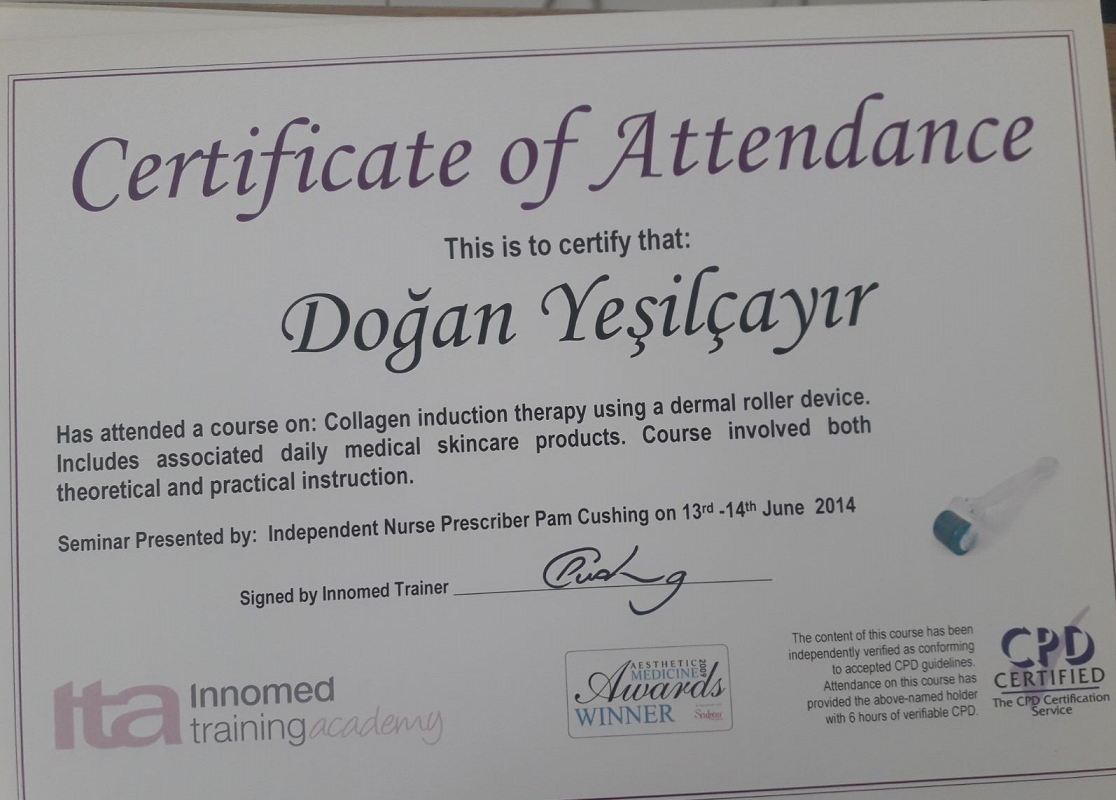 Certificate of Attendance
This is to certify that:
Doğan Yeşilçayır
Has attended a course on: Collagen induction therapy using a dermal roller device.
Includes associated daily medical skincare products. Course involved both
theoretical and practical instruction.
Seminar Presented by: Independent Nurse Prescriber Pam Cushing on 13rd -14th June 2014
Signed by Innomed Trainer
ita Innomed
training academy
AESTHETIC
MEDICINE
Awards
WINNER
The content of this course has been
independently verified as conforming
to accepted CPD guidelines.
Attendance on this course has
provided the above-named holder
with 6 hours of verifiable CPD.
CPD
CERTIFIED
The CPD Certification
Service